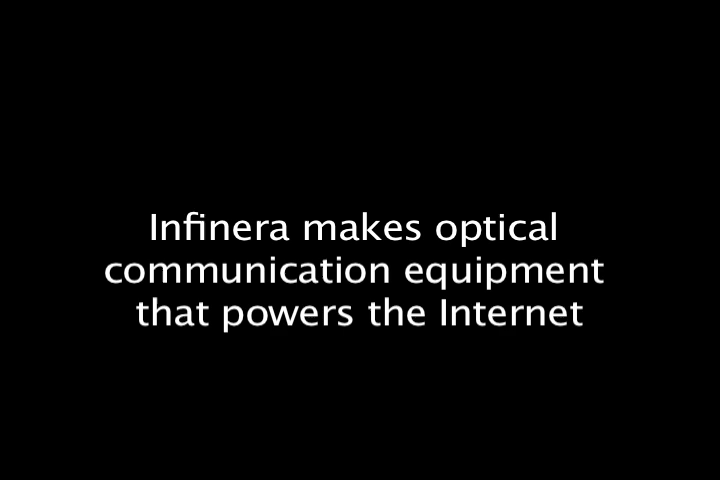 Infinera makes optical
communication equipment
that powers the Internet